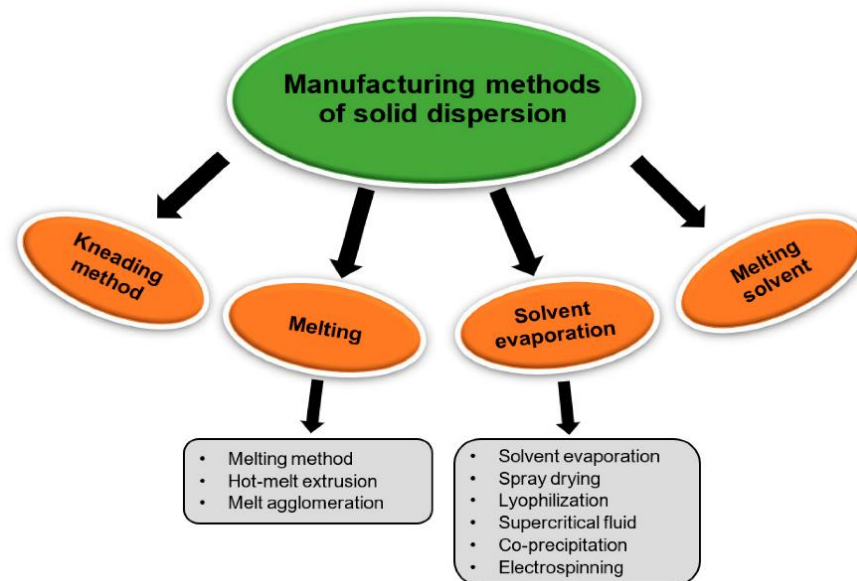 Manufacturing methods
of solid dispersion
Kneading
method
Melting
Solvent
evaporation
Melting
solvent
• Melting method
• Hot-melt extrusion
• Melt agglomeration
• Solvent evaporation
• Spray drying
• Lyophilization
• Supercritical fluid
• Co-precipitation
• Electrospinning